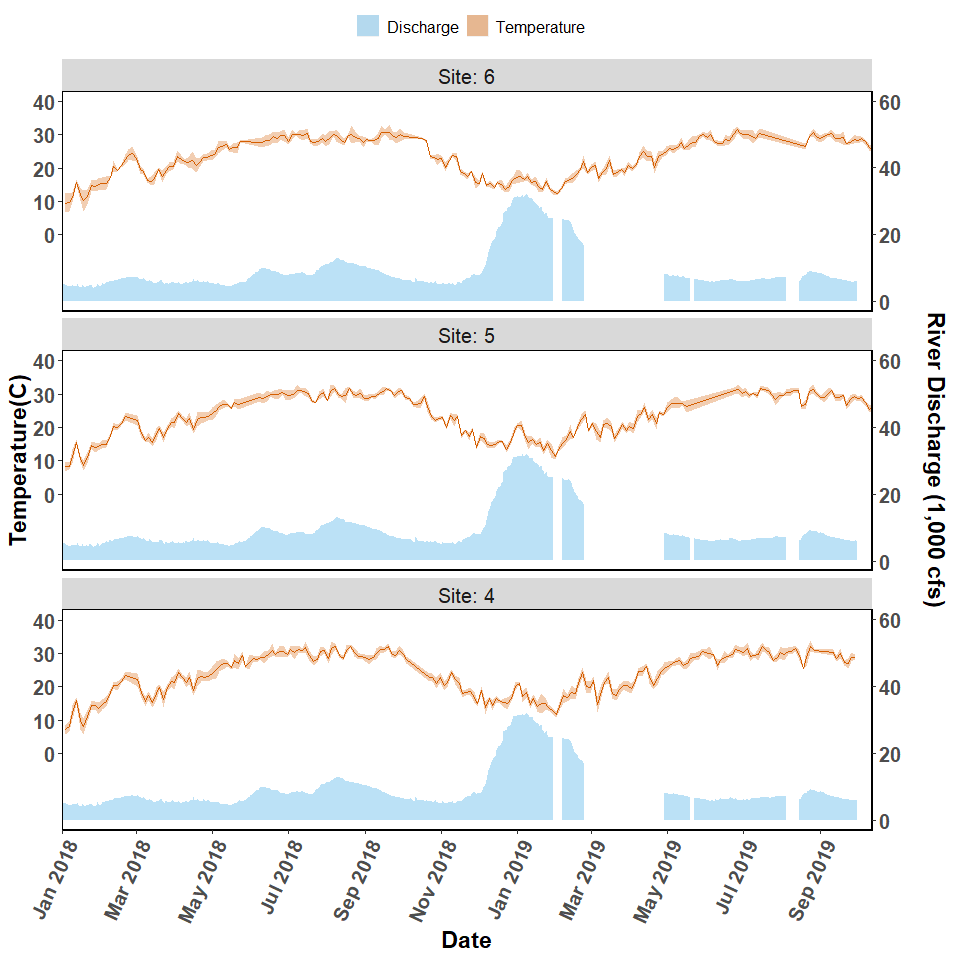 Discharge Temperature
Site: 6
40
30
20
10
0
60
40
20
0
Site: 5
40
30
20
10
0
60
40
20
0
Site: 4
40
30
20
10
0
60
40
20
0
Temperature(C)
River Discharge (1,000 cfs)
Jan 2018
Mar 2018
May 2018
Jul 2018
Sep 2018
Nov 2018
Jan 2019
Mar 2019
May 2019
Jul 2019
Sep 2019
Date